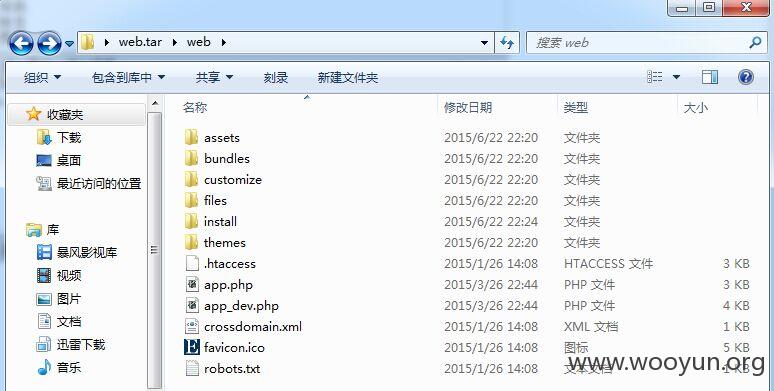 web.tar web 搜索 web
组织 包含到库中 共享 刻录 新建文件夹
收藏夹
下载
桌面
最近访问的位置
库
暴风影视库
视频
图片
文档
迅雷下载
音乐
名称 修改日期 类型 大小
assets 2015/6/22 22:20 文件夹
bundles 2015/6/22 22:20 文件夹
customize 2015/6/22 22:20 文件夹
files 2015/6/22 22:20 文件夹
install 2015/6/22 22:24 文件夹
themes 2015/6/22 22:20 文件夹
.htaccess 2015/1/26 14:08 HTACCESS 文件 3 KB
app.php 2015/3/26 22:44 PHP 文件 3 KB
app_dev.php 2015/3/26 22:44 PHP 文件 4 KB
crossdomain.xml 2015/1/26 14:08 XML 文档 1 KB
favicon.ico 2015/1/26 14:08 图标 5 KB
robots.txt 2015/1/26 14:08 文本文档 1 KB
www.wooyun.org